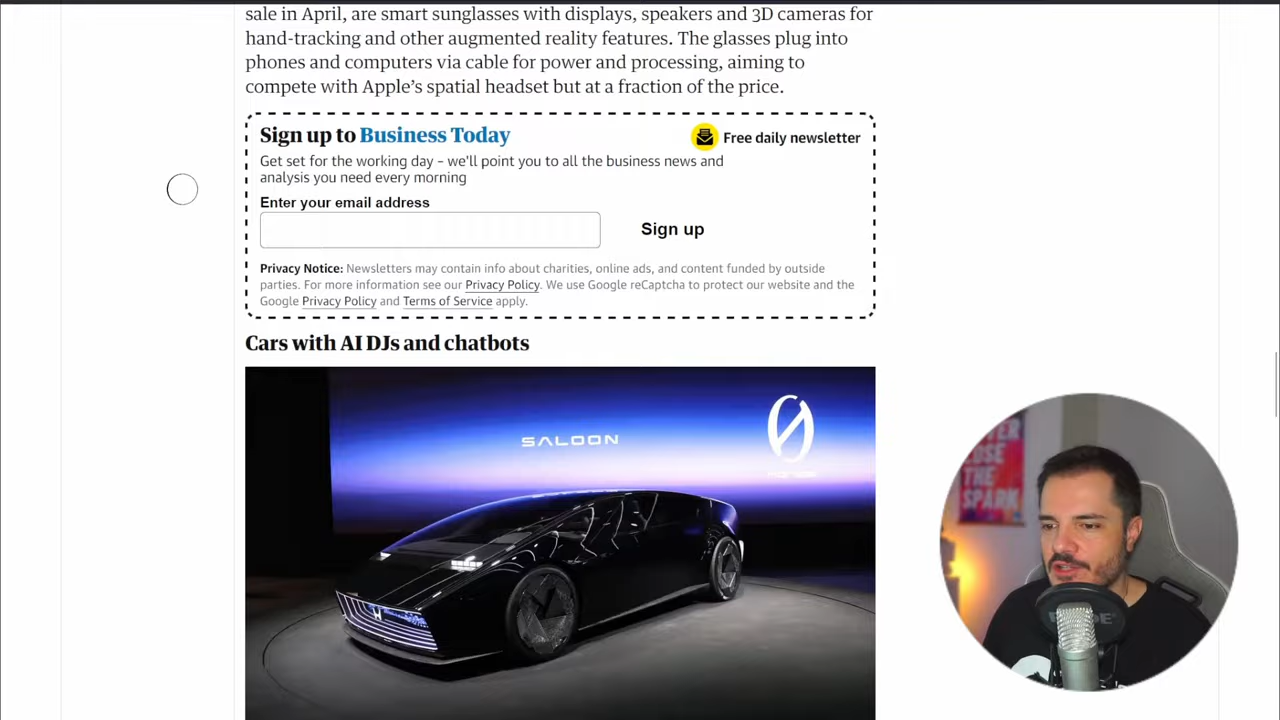 sale in April, are smart sunglasses with displays, speakers and 3D cameras for
hand-tracking and other augmented reality features. The glasses plug into
phones and computers via cable for power and processing, aiming to
compete with Apple’s spatial headset but at a fraction of the price.
Sign up to Business Today
Free daily newsletter
Get set for the working day – we'll point you to all the business news and
analysis you need every morning
Enter your email address
Sign up
Privacy Notice: Newsletters may contain info about charities, online ads, and content funded by outside
parties. For more information see our Privacy Policy. We use Google reCaptcha to protect our website and the
Google Privacy Policy and Terms of Service apply.
Cars with AI DJs and chatbots
SALOON
LOSE
THE
SPARK